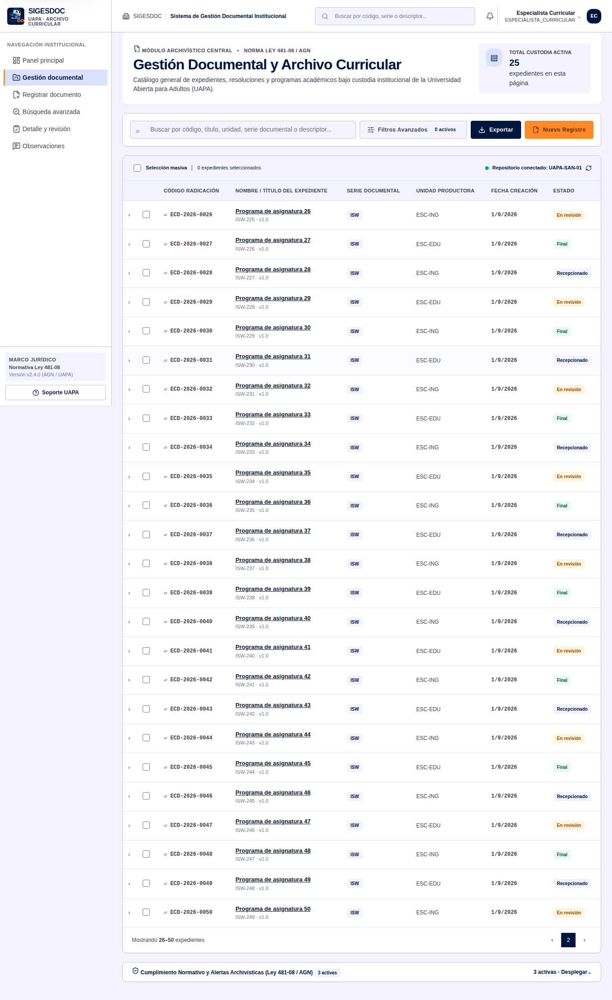 SIGESDOC
UAPA · ARCHIVO
CURRICULAR
SIGESDOC / Sistema de Gestión Documental Institucional
Buscar por código, serie o descriptor...
Especialista Curricular
ESPECIALISTA_CURRICULAR
EC
NAVEGACIÓN INSTITUCIONAL
Panel principal
Gestión documental
Registrar documento
Búsqueda avanzada
Detalle y revisión
Observaciones
MARCO JURÍDICO
Normativa Ley 481-08
Versión v2.4.0 (AGN / UAPA)
Soporte UAPA
MÓDULO ARCHIVÍSTICO CENTRAL • NORMA LEY 481-08 / AGN
Gestión Documental y Archivo Curricular
Catálogo general de expedientes, resoluciones y programas académicos bajo custodia institucional de la Universidad
Abierta para Adultos (UAPA).
TOTAL CUSTODIA ACTIVA
25
expedientes en esta
página
Buscar por código, título, unidad, serie documental o descriptor...
Filtros Avanzados 0 activos
Exportar
Nuevo Registro
Selección masiva | 0 expedientes seleccionados
Repositorio conectado: UAPA-SAN-01
CÓDIGO RADICACIÓN NOMBRE / TÍTULO DEL EXPEDIENTE SERIE DOCUMENTAL UNIDAD PRODUCTORA FECHA CREACIÓN ESTADO
ECD-2026-0026 Programa de asignatura 26 ISW ESC-ING 1/9/2026 En revisión
ISW-225 · v1.0
ECD-2026-0027 Programa de asignatura 27 ISW ESC-EDU 1/9/2026 Final
ISW-226 · v1.0
ECD-2026-0028 Programa de asignatura 28 ISW ESC-ING 1/9/2026 Recepcionado
ISW-227 · v1.0
ECD-2026-0029 Programa de asignatura 29 ISW ESC-EDU 1/9/2026 En revisión
ISW-228 · v1.0
ECD-2026-0030 Programa de asignatura 30 ISW ESC-ING 1/9/2026 Final
ISW-229 · v1.0
ECD-2026-0031 Programa de asignatura 31 ISW ESC-EDU 1/9/2026 Recepcionado
ISW-230 · v1.0
ECD-2026-0032 Programa de asignatura 32 ISW ESC-ING 1/9/2026 En revisión
ISW-231 · v1.0
ECD-2026-0033 Programa de asignatura 33 ISW ESC-EDU 1/9/2026 Final
ISW-232 · v1.0
ECD-2026-0034 Programa de asignatura 34 ISW ESC-ING 1/9/2026 Recepcionado
ISW-233 · v1.0
ECD-2026-0035 Programa de asignatura 35 ISW ESC-EDU 1/9/2026 En revisión
ISW-234 · v1.0
ECD-2026-0036 Programa de asignatura 36 ISW ESC-ING 1/9/2026 Final
ISW-235 · v1.0
ECD-2026-0037 Programa de asignatura 37 ISW ESC-EDU 1/9/2026 Recepcionado
ISW-236 · v1.0
ECD-2026-0038 Programa de asignatura 38 ISW ESC-ING 1/9/2026 En revisión
ISW-237 · v1.0
ECD-2026-0039 Programa de asignatura 39 ISW ESC-EDU 1/9/2026 Final
ISW-238 · v1.0
ECD-2026-0040 Programa de asignatura 40 ISW ESC-ING 1/9/2026 Recepcionado
ISW-239 · v1.0
ECD-2026-0041 Programa de asignatura 41 ISW ESC-EDU 1/9/2026 En revisión
ISW-240 · v1.0
ECD-2026-0042 Programa de asignatura 42 ISW ESC-ING 1/9/2026 Final
ISW-241 · v1.0
ECD-2026-0043 Programa de asignatura 43 ISW ESC-EDU 1/9/2026 Recepcionado
ISW-242 · v1.0
ECD-2026-0044 Programa de asignatura 44 ISW ESC-ING 1/9/2026 En revisión
ISW-243 · v1.0
ECD-2026-0045 Programa de asignatura 45 ISW ESC-EDU 1/9/2026 Final
ISW-244 · v1.0
ECD-2026-0046 Programa de asignatura 46 ISW ESC-ING 1/9/2026 Recepcionado
ISW-245 · v1.0
ECD-2026-0047 Programa de asignatura 47 ISW ESC-EDU 1/9/2026 En revisión
ISW-246 · v1.0
ECD-2026-0048 Programa de asignatura 48 ISW ESC-ING 1/9/2026 Final
ISW-247 · v1.0
ECD-2026-0049 Programa de asignatura 49 ISW ESC-EDU 1/9/2026 Recepcionado
ISW-248 · v1.0
ECD-2026-0050 Programa de asignatura 50 ISW ESC-ING 1/9/2026 En revisión
ISW-249 · v1.0
Mostrando 26–50 expedientes
‹ 2 ›
Cumplimiento Normativo y Alertas Archivísticas (Ley 481-08 / AGN) 3 activas
3 activas · Desplegar